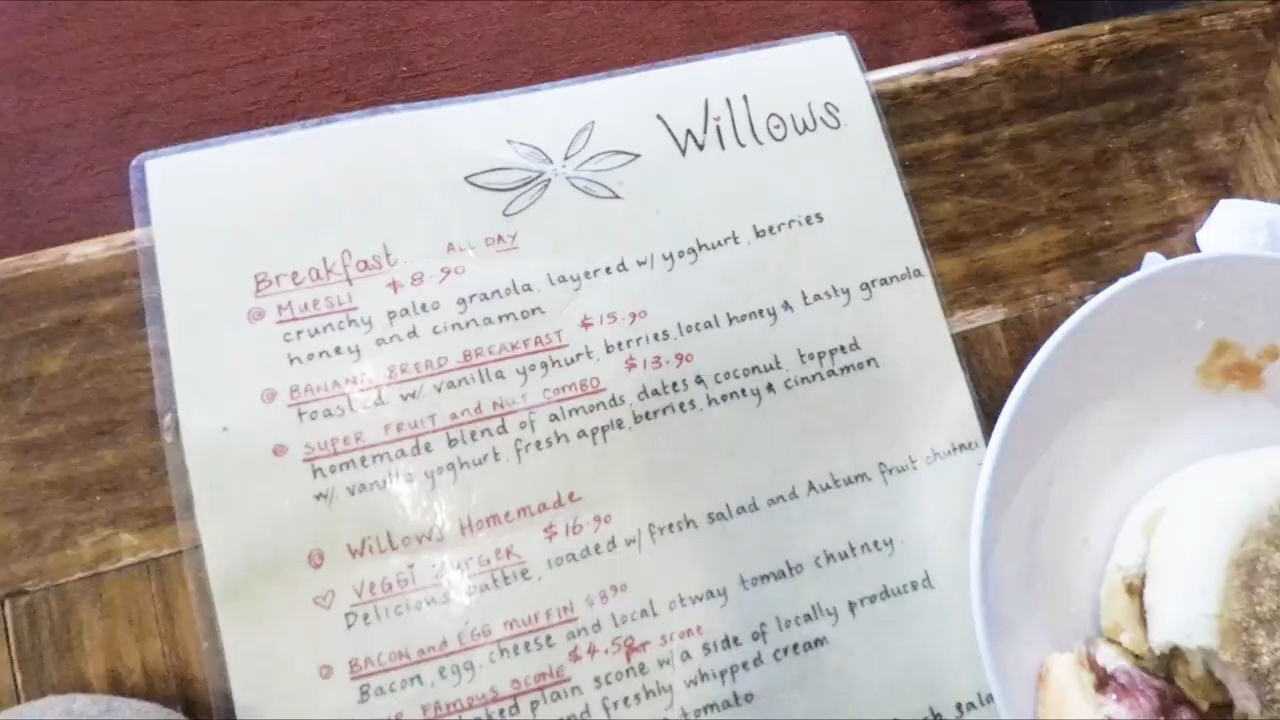 Willows
Breakfast. ALL DAY
@ MUESLI $8.90
crunchy paleo granola, layered w/ yoghurt, berries
honey and cinnamon
@ BANANA BREAD BREAKFAST $15.90
toasted w/ vanilla yoghurt, berries, local honey & tasty granola
@ SUPER FRUIT and NUT comBO $13.90
homemade blend of almonds, dates & coconut, topped
w/ vanilla yoghurt, fresh apple, berries, honey & cinnamon
@ Willows Homemade
♡ VEGGI BURGER $16.90
Delicious pattie, loaded w/ fresh salad and Autum fruit chutney
@ BACON and EGG MUFFIN $8.90
Bacon, egg, cheese and local otway tomato chutney.
FAMOUS SCONE $4.50 per scone
plain scone w/ a side of locally produced
and freshly whipped cream
tomato